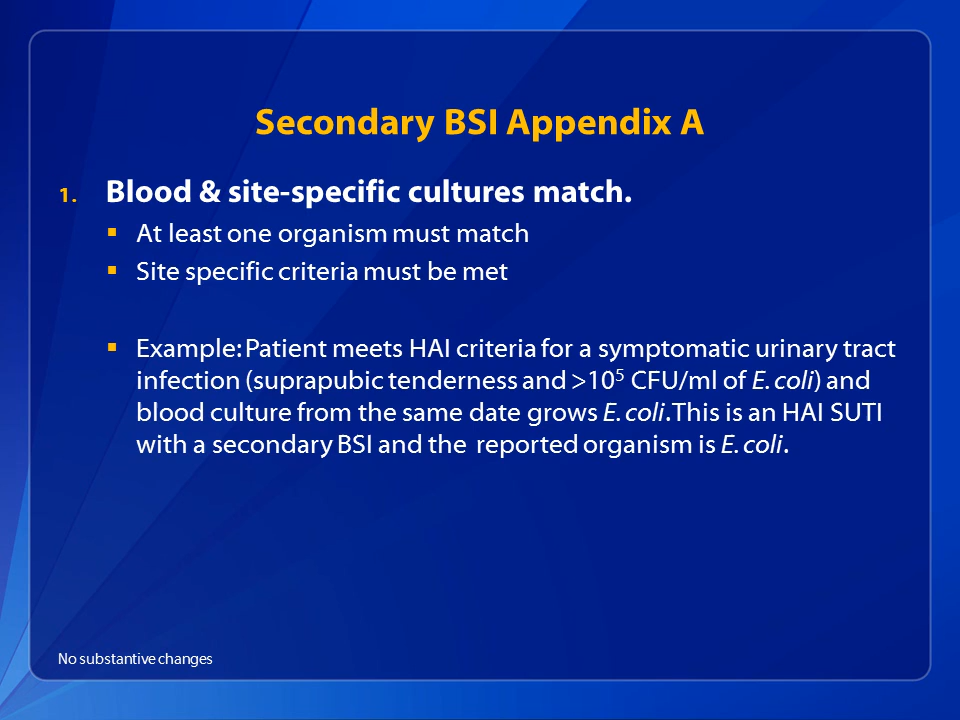 Secondary BSI Appendix A
1. Blood & site-specific cultures match.
▪ At least one organism must match
▪ Site specific criteria must be met
▪ Example: Patient meets HAI criteria for a symptomatic urinary tract
infection (suprapubic tenderness and >10⁵ CFU/ml of E. coli) and
blood culture from the same date grows E. coli. This is an HAI SUTI
with a secondary BSI and the reported organism is E. coli.
No substantive changes